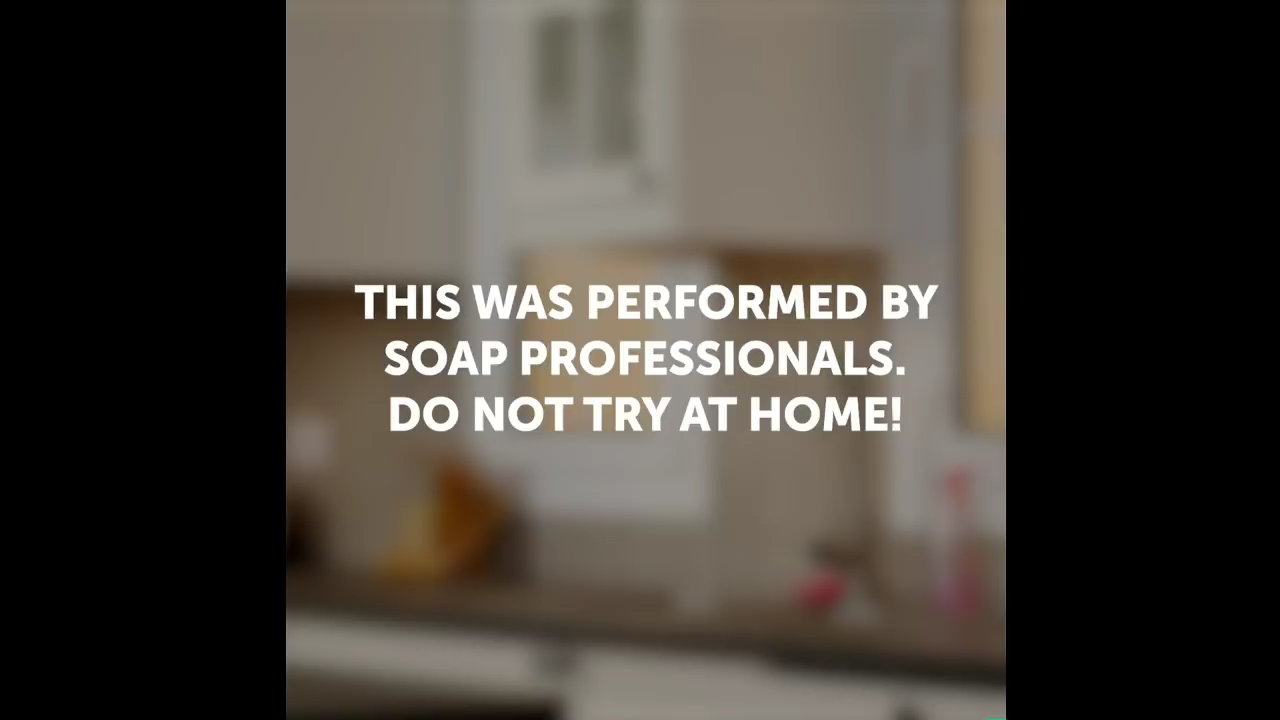 THIS WAS PERFORMED BY
SOAP PROFESSIONALS.
DO NOT TRY AT HOME!